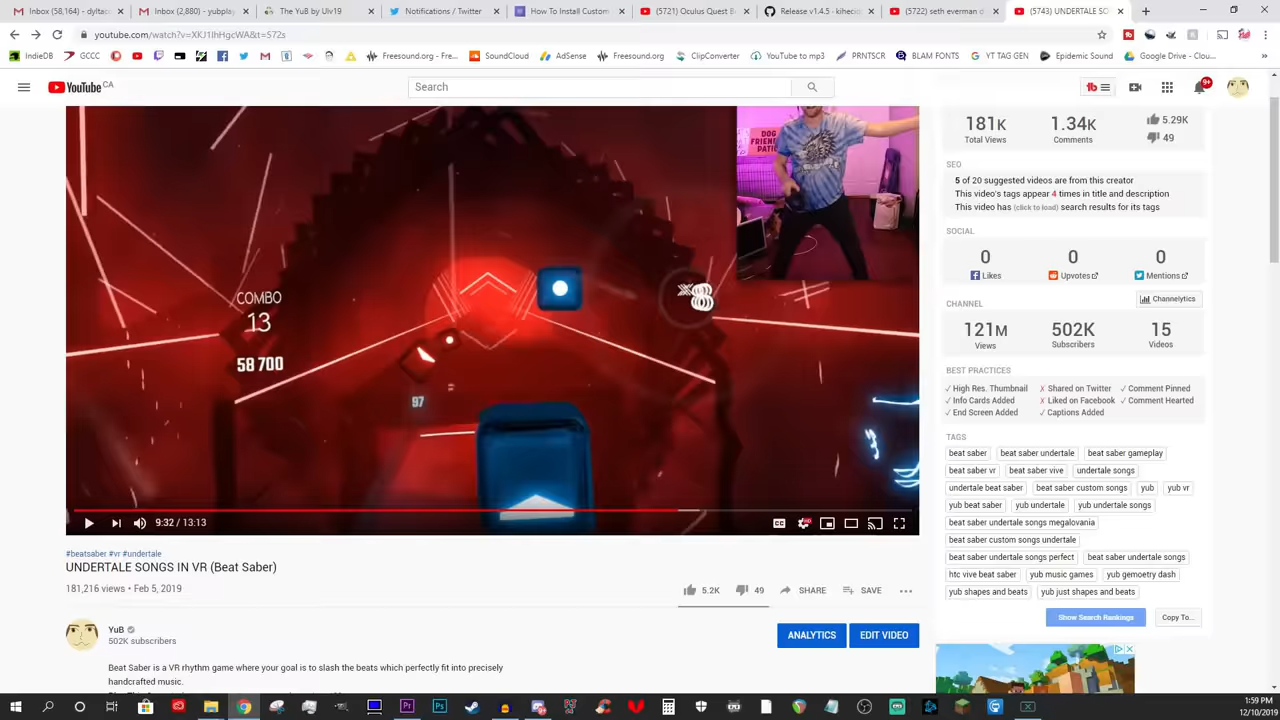 Inbox (58,164) - dylan
Inbox (2,880) - yubplay
The YuB by Ulv19
Notifications / Twitter
How To Install Custom
(5721) Oculus Quest Be
Release v1.4.5 · kihecid
(5722) seth everman d
(5743) UNDERTALE SO
youtube.com/watch?v=XKJ1IhHgcWA&t=572s
IndieDB
GCCC
Freesound.org - Fre...
SoundCloud
AdSense
Freesound.org
ClipConverter
YouTube to mp3
PRNTSCR
BLAM FONTS
YT TAG GEN
Epidemic Sound
Google Drive - Clou...
YouTube CA
Search
9+
181K
Total Views
1.34K
Comments
5.29K
49
SEO
5 of 20 suggested videos are from this creator
This video's tags appear 4 times in title and description
This video has (click to load) search results for its tags
SOCIAL
0
Likes
0
Upvotes
0
Mentions
CHANNEL
Channelytics
121M
Views
502K
Subscribers
15
Videos
BEST PRACTICES
High Res. Thumbnail
Shared on Twitter
Comment Pinned
Info Cards Added
Liked on Facebook
Comment Hearted
End Screen Added
Captions Added
TAGS
beat saber
beat saber undertale
beat saber gameplay
beat saber vr
beat saber vive
undertale songs
undertale beat saber
beat saber custom songs
yub
yub vr
yub beat saber
yub undertale
yub undertale songs
beat saber undertale songs megalovania
beat saber custom songs undertale
beat saber undertale songs perfect
beat saber undertale songs
htc vive beat saber
yub music games
yub gemoetry dash
yub shapes and beats
yub just shapes and beats
Show Search Rankings
Copy To...
COMBO
13
58 700
97
x8
DOG
FRIENDL
PATIO
9:32 / 13:13
#beatsaber #vr #undertale
UNDERTALE SONGS IN VR (Beat Saber)
181,216 views • Feb 5, 2019
5.2K
49
SHARE
SAVE
YuB
502K subscribers
ANALYTICS
EDIT VIDEO
Beat Saber is a VR rhythm game where your goal is to slash the beats which perfectly fit into precisely
handcrafted music.
1:59 PM
12/10/2019